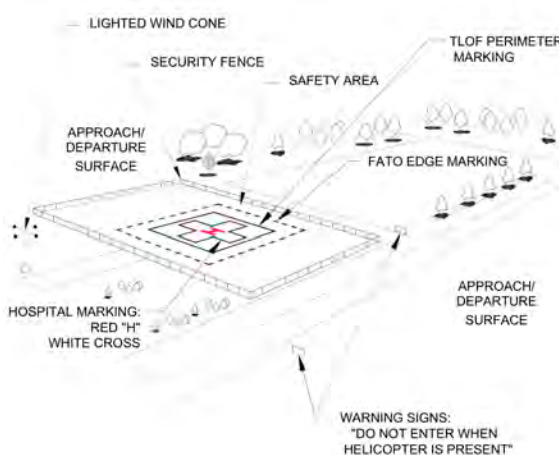 LIGHTED WIND CONE
SECURITY FENCE
SAFETY AREA
TLOF PERIMETER
MARKING
APPROACH/
DEPARTURE
SURFACE
FATO EDGE MARKING
HOSPITAL MARKING:
RED "H"
WHITE CROSS
APPROACH/
DEPARTURE
SURFACE
WARNING SIGNS:
"DO NOT ENTER WHEN
HELICOPTER IS PRESENT"